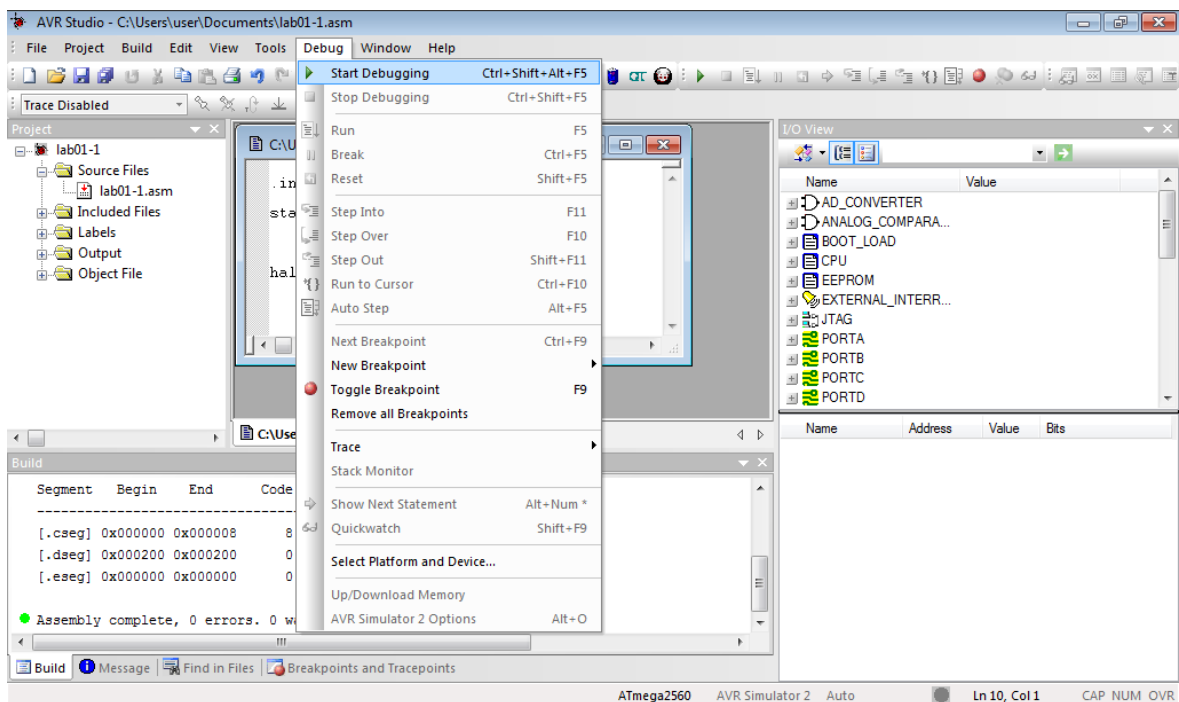 AVR Studio - C:\Users\user\Documents\lab01-1.asm
File Project Build Edit View Tools Debug Window Help
Trace Disabled
Start Debugging Ctrl+Shift+Alt+F5
Stop Debugging Ctrl+Shift+F5
Run F5
Break Ctrl+F5
Reset Shift+F5
Step Into F11
Step Over F10
Step Out Shift+F11
Run to Cursor Ctrl+F10
Auto Step Alt+F5
Next Breakpoint Ctrl+F9
New Breakpoint
Toggle Breakpoint F9
Remove all Breakpoints
Trace
Stack Monitor
Show Next Statement Alt+Num *
Quickwatch Shift+F9
Select Platform and Device...
Up/Download Memory
AVR Simulator 2 Options Alt+O
Project
lab01-1
Source Files
lab01-1.asm
Included Files
Labels
Output
Object File
C:\U
.in
sta
hal
C:\Use
I/O View
Name Value
AD_CONVERTER
ANALOG_COMPARA...
BOOT_LOAD
CPU
EEPROM
EXTERNAL_INTERR...
JTAG
PORTA
PORTB
PORTC
PORTD
Name Address Value Bits
Build
Segment Begin End Code
[.cseg] 0x000000 0x000008 8
[.dseg] 0x000200 0x000200 0
[.eseg] 0x000000 0x000000 0
Assembly complete, 0 errors. 0 w
Build Message Find in Files Breakpoints and Tracepoints
ATmega2560 AVR Simulator 2 Auto Ln 10, Col 1 CAP NUM OVR